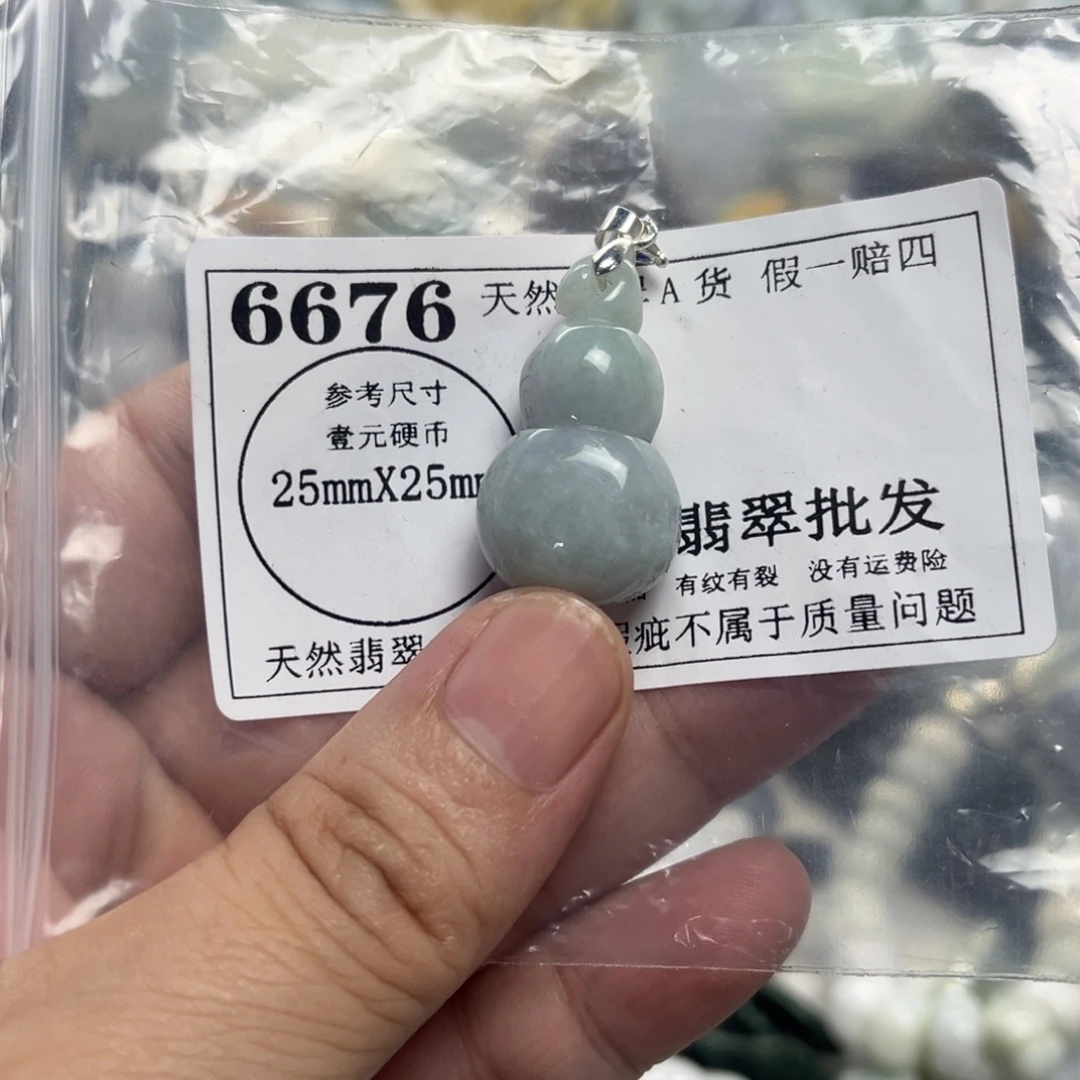 6676 天然 A货 假一赔四
参考尺寸
壹元硬币
25mmX25m
翡翠批发
有纹有裂 没有运费险
天然翡翠 疵不属于质量问题